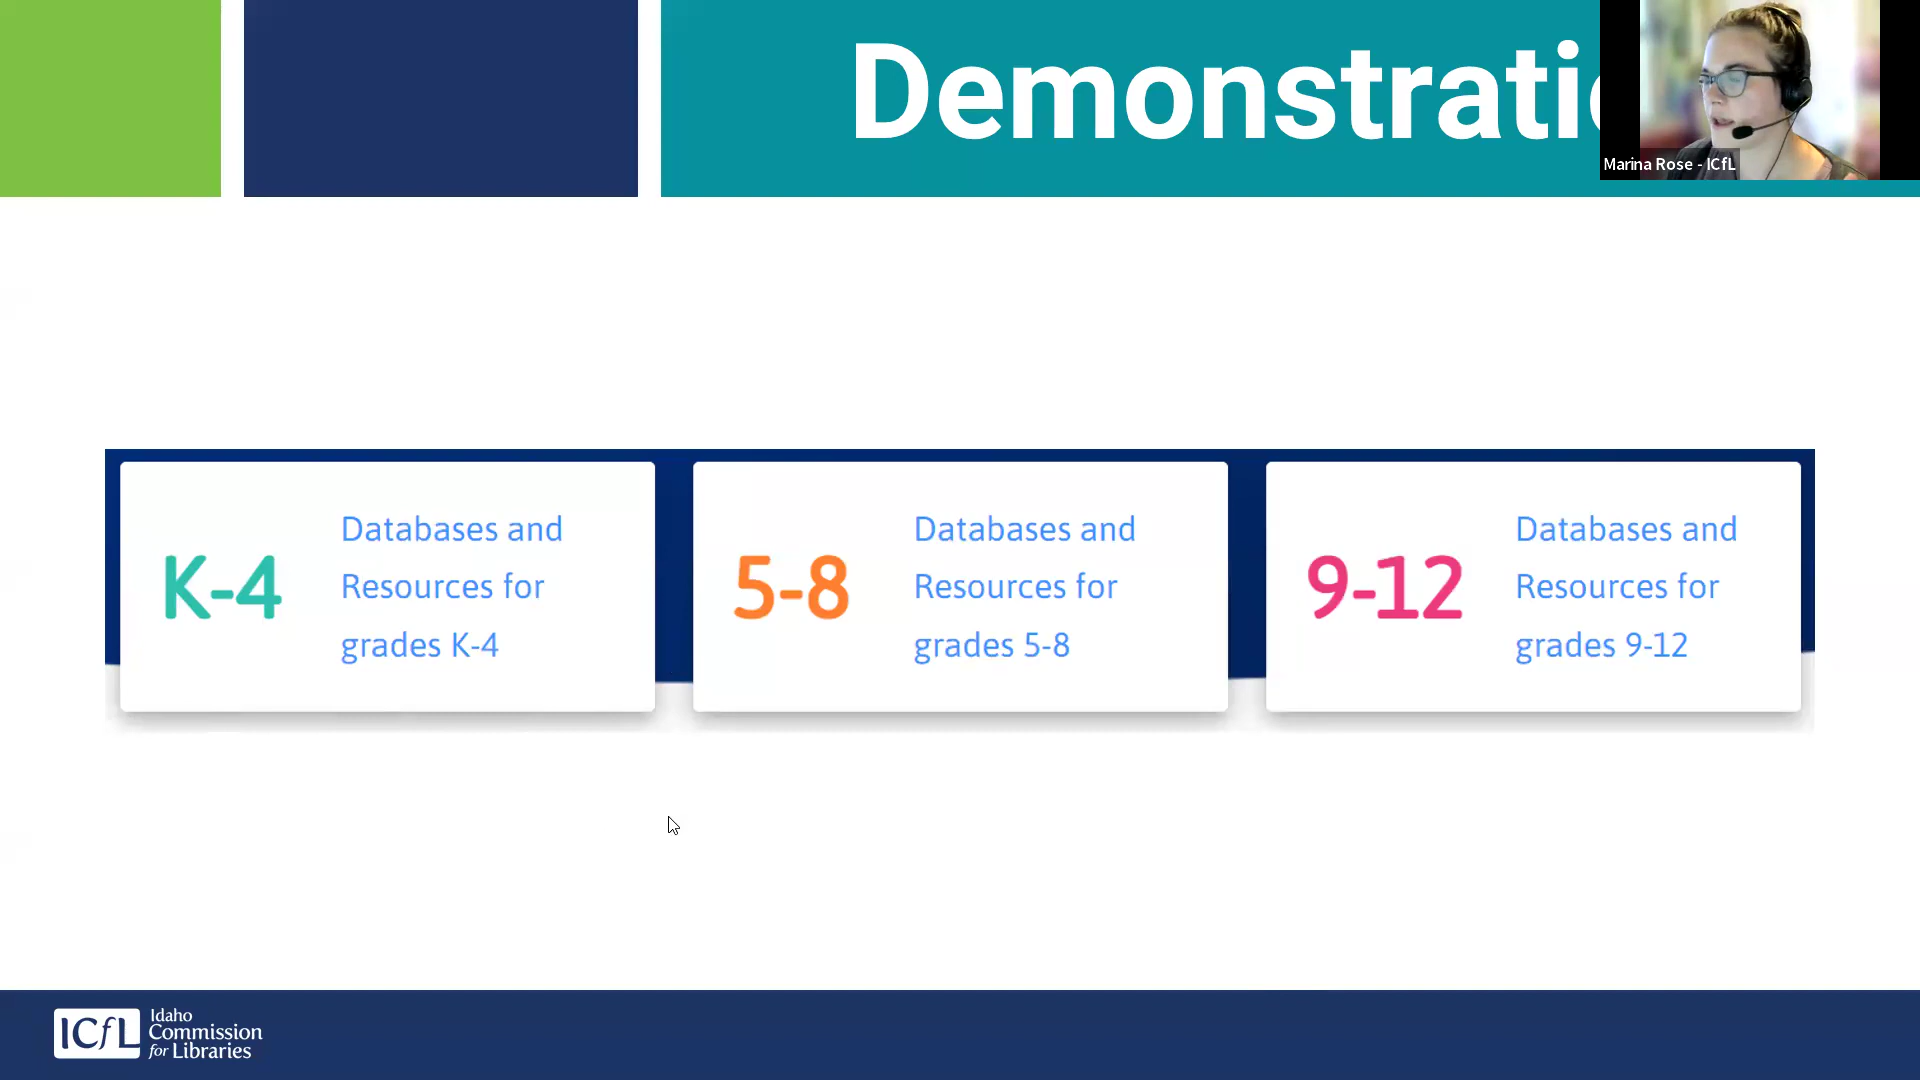 Demonstratio
Marina Rose - ICfL
K-4
Databases and
Resources for
grades K-4
5-8
Databases and
Resources for
grades 5-8
9-12
Databases and
Resources for
grades 9-12
ICfL
Idaho
Commission
for Libraries